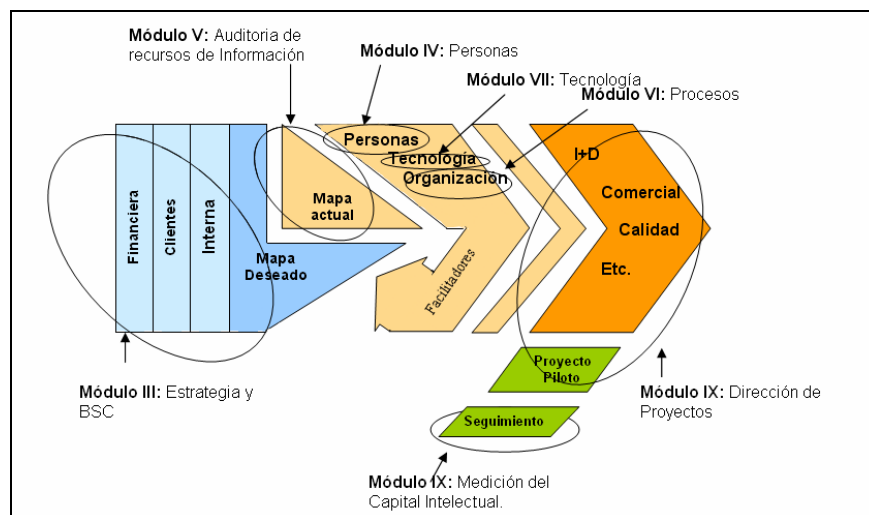 Módulo V: Auditoria de
recursos de Información
Módulo IV: Personas
Módulo VII: Tecnología
Módulo VI: Procesos
Personas
Tecnología
Organización
I+D
Comercial
Calidad
Etc.
Financiera
Clientes
Interna
Mapa
actual
Mapa
Deseado
Facilitadores
Proyecto
Piloto
Seguimiento
Módulo III: Estrategia y
BSC
Módulo IX: Dirección de
Proyectos
Módulo IX: Medición del
Capital Intelectual.